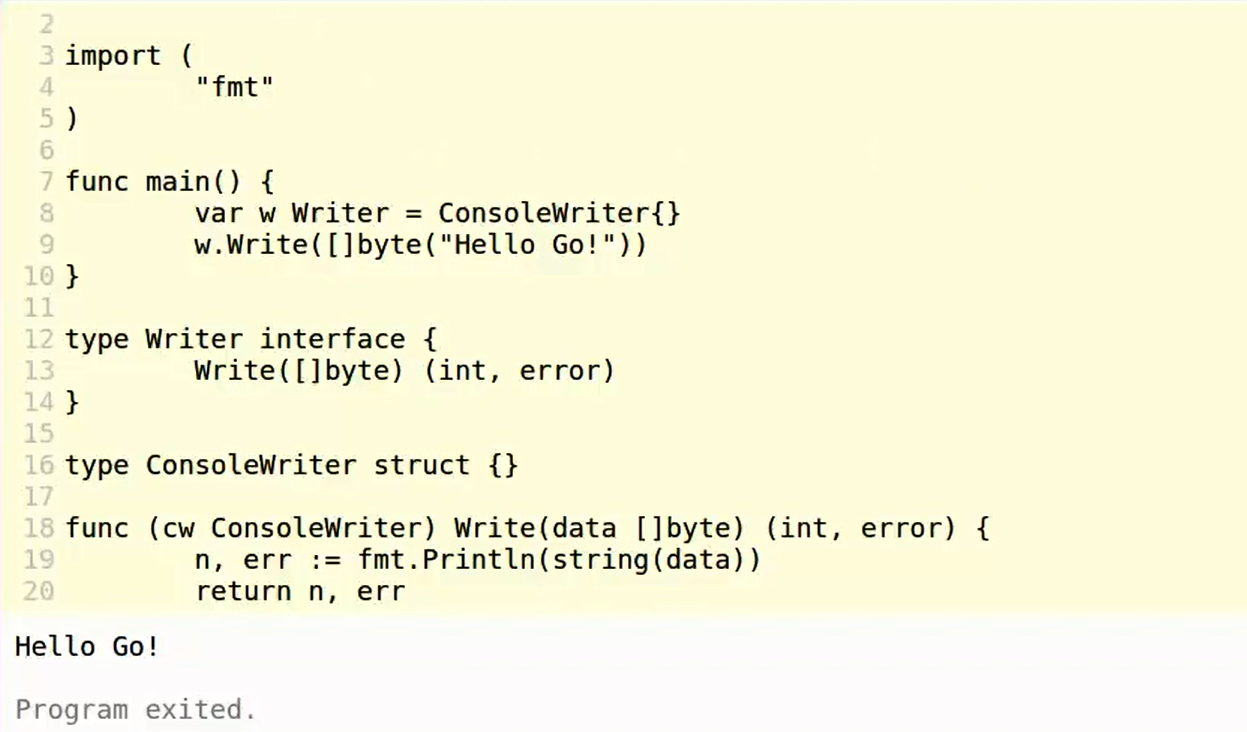 2
3 import (
4         "fmt"
5 )
6
7 func main() {
8         var w Writer = ConsoleWriter{}
9         w.Write([]byte("Hello Go!"))
10 }
11
12 type Writer interface {
13         Write([]byte) (int, error)
14 }
15
16 type ConsoleWriter struct {}
17
18 func (cw ConsoleWriter) Write(data []byte) (int, error) {
19         n, err := fmt.Println(string(data))
20         return n, err
Hello Go!
Program exited.